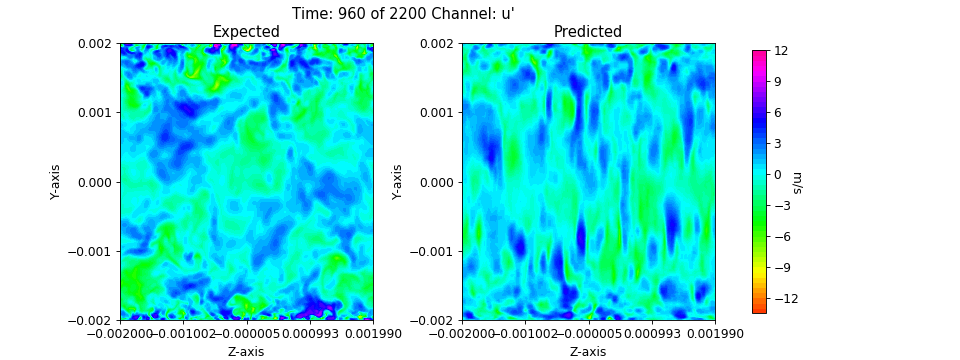 Time: 960 of 2200 Channel: u'
Expected
Predicted
0.002
0.001
0.000
−0.001
−0.002
Y-axis
−0.002000 −0.001002 −0.000005 0.000993 0.001990
Z-axis
0.002
0.001
0.000
−0.001
−0.002
Y-axis
−0.002000 −0.001002 −0.000005 0.000993 0.001990
Z-axis
12
9
6
3
0
−3
−6
−9
−12
m/s